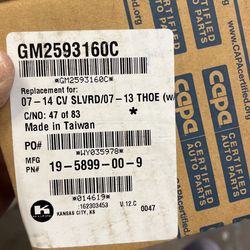 GM2593160C
*GM2593160C*
Replacement for:
07 - 14 CV SLVRD/07 - 13 THOE (w/
C/NO: 47 of 83 *
Made in Taiwan
PO#
*WY035978*
MFG
PN# 19-5899-00-9
*014619*
162303453 V.12.C 0047
KANSAS CITY, KS
capa
CERTIFIED
AUTO PARTS
www.CAPAcertified.org
capa
CERTIFIED
AUTO PARTS